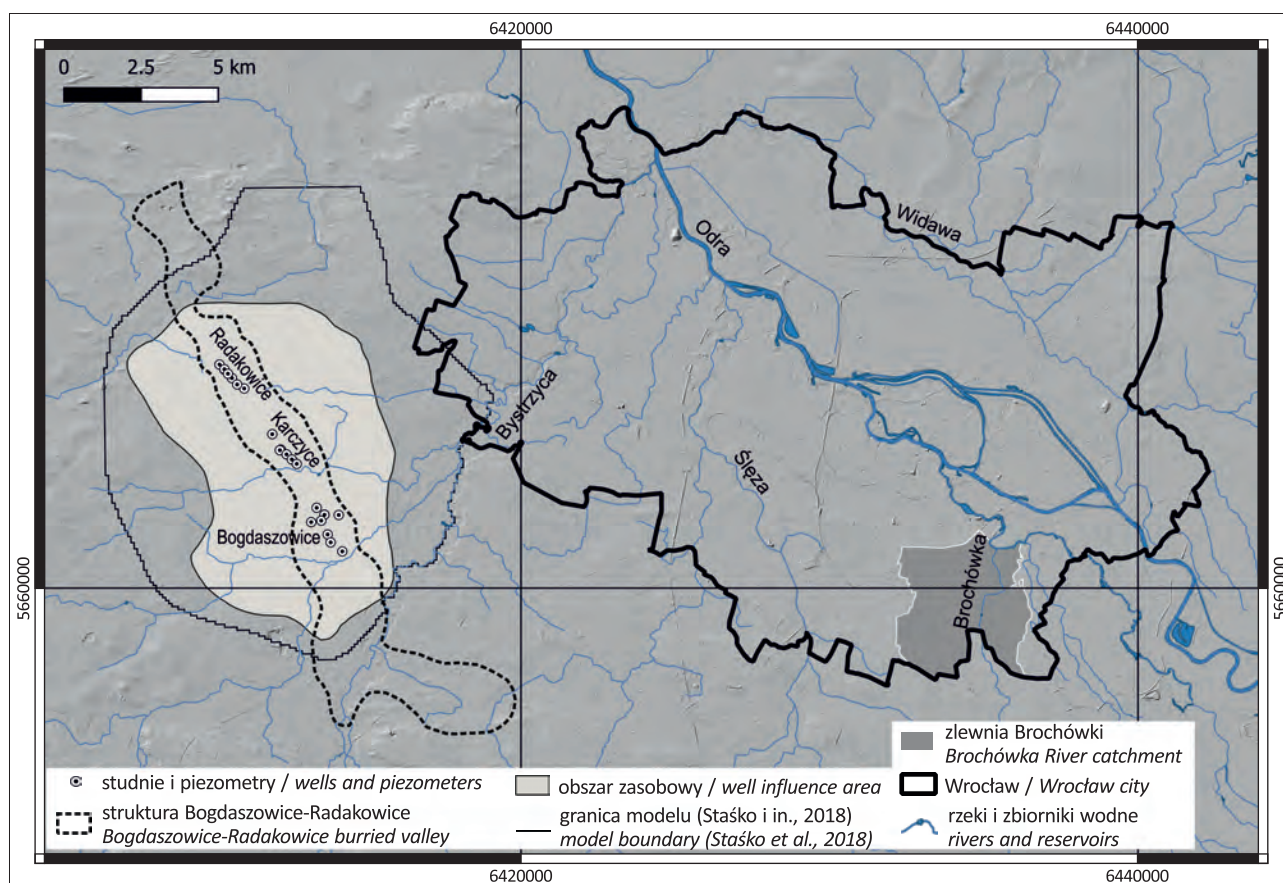 6420000
6440000
0 2.5 5 km
Widawa
Odra
Radakowice
Karczyce
Bystrzyca
Ślęza
Bogdaszowice
Brochówka
5660000
5660000
zlewnia Brochówki
Brochówka River catchment
studnie i piezometry / wells and piezometers
obszar zasobowy / well influence area
Wrocław / Wrocław city
struktura Bogdaszowice-Radakowice
Bogdaszowice-Radakowice burried valley
granica modelu (Staśko i in., 2018)
model boundary (Staśko et al., 2018)
rzeki i zbiorniki wodne
rivers and reservoirs
6420000
6440000